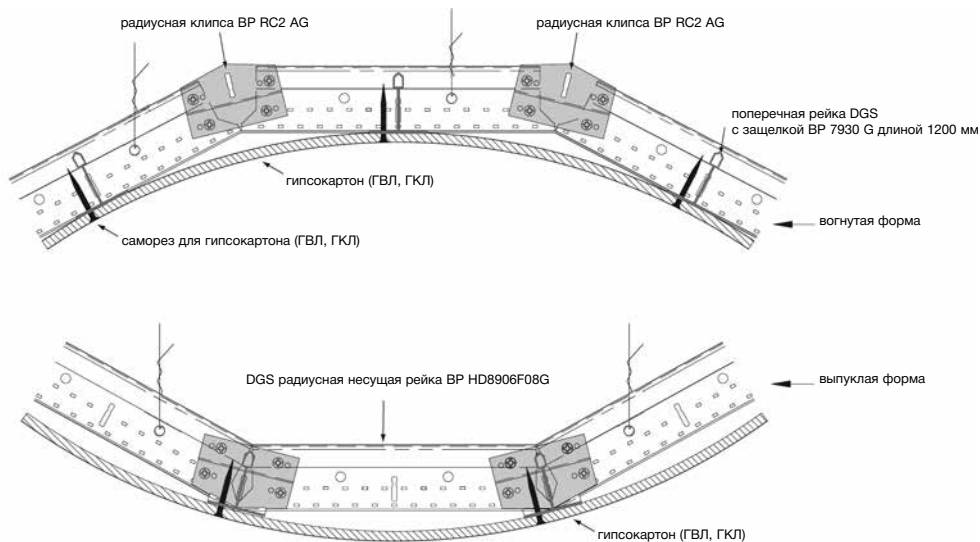 радиусная клипса BP RC2 AG
радиусная клипса BP RC2 AG
поперечная рейка DGS
с защелкой BP 7930 G длиной 1200 мм
гипсокартон (ГВЛ, ГКЛ)
вогнутая форма
саморез для гипсокартона (ГВЛ, ГКЛ)
DGS радиусная несущая рейка BP HD8906F08G
выпуклая форма
гипсокартон (ГВЛ, ГКЛ)